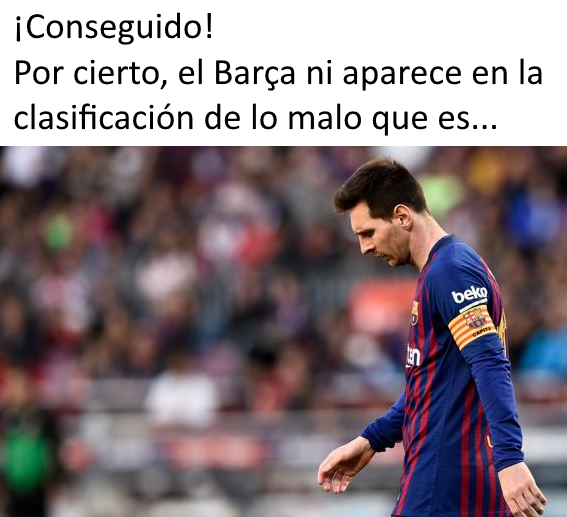 ¡Conseguido!
Por cierto, el Barça ni aparece en la
clasificación de lo malo que es...
beko